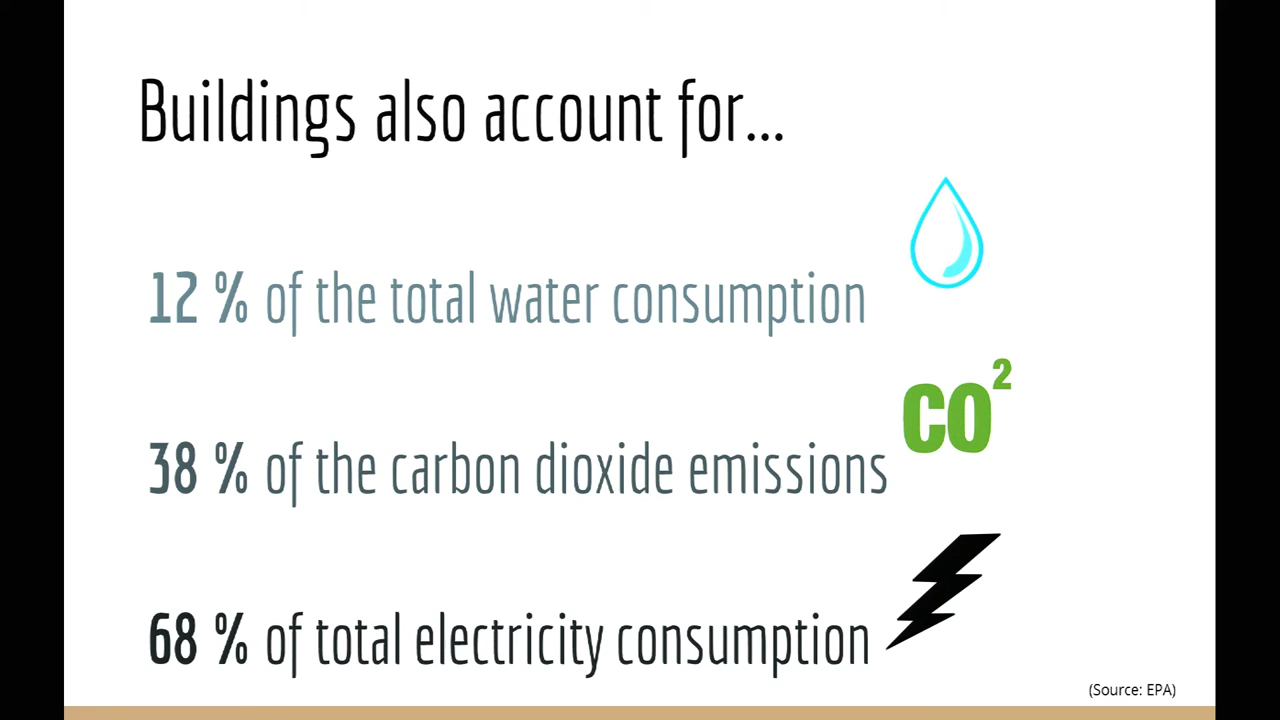 Buildings also account for...
12 % of the total water consumption
CO²
38 % of the carbon dioxide emissions
68 % of total electricity consumption
(Source: EPA)